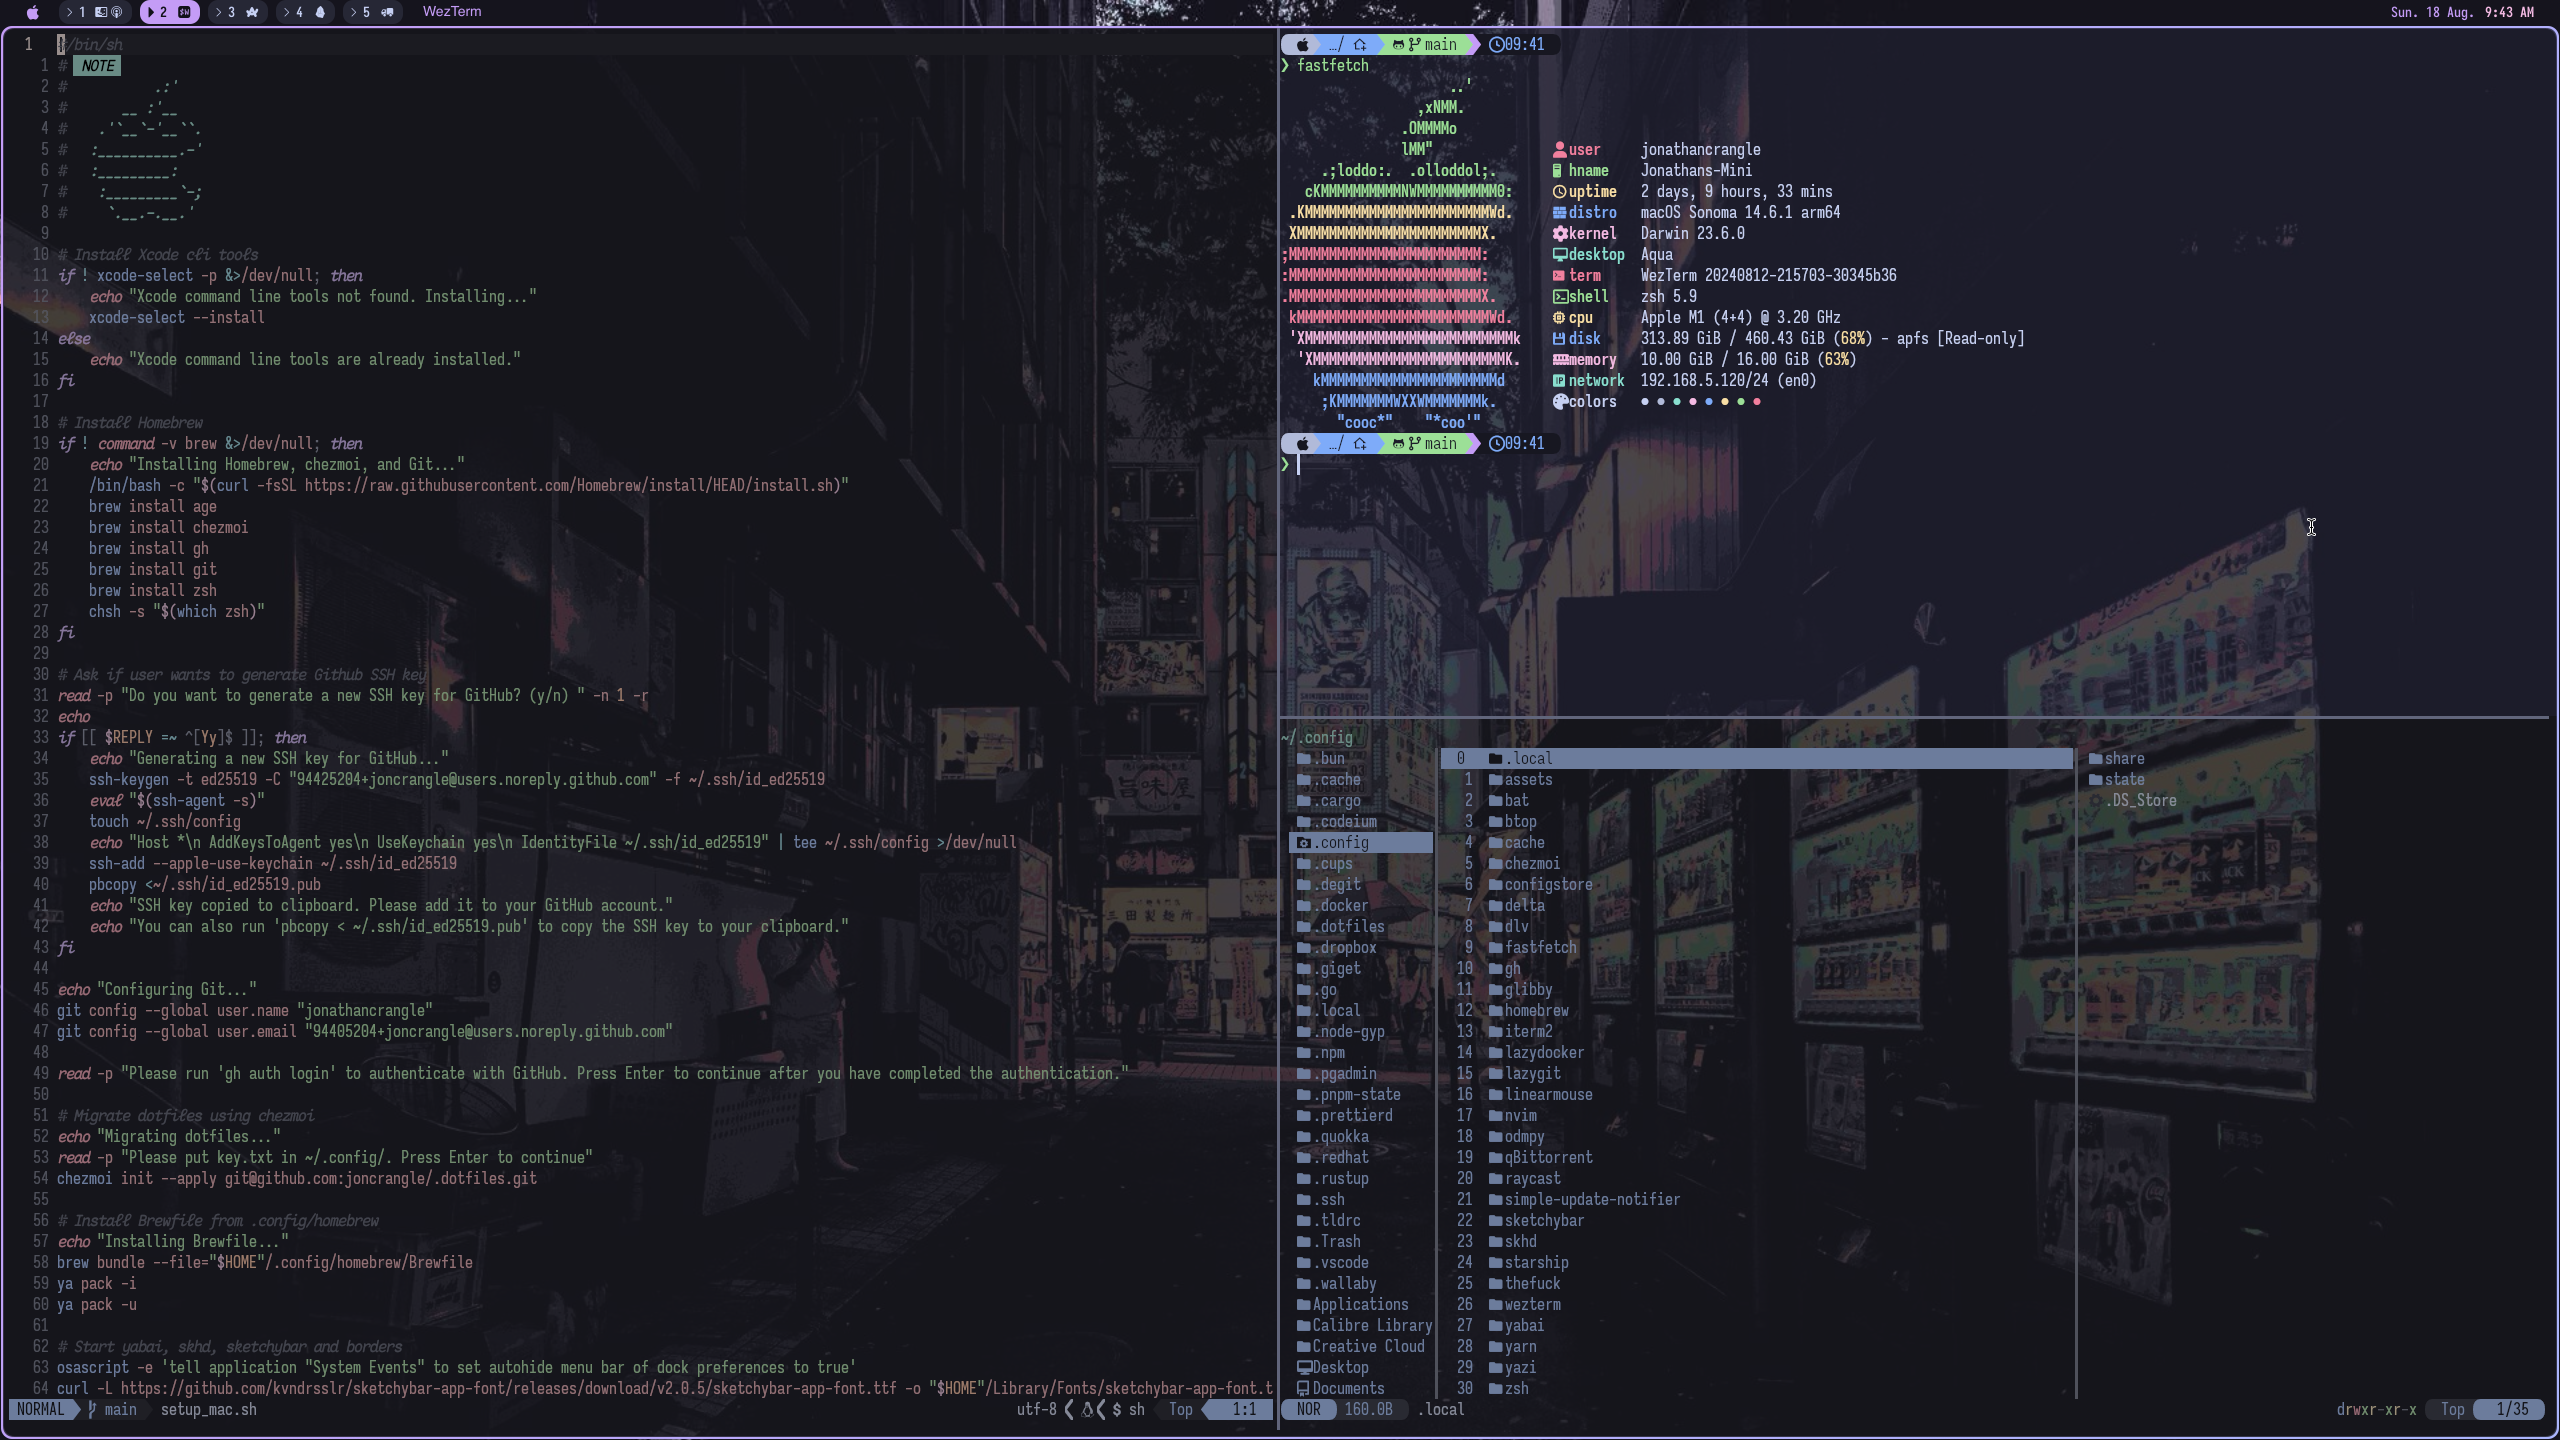 1 2 3 4 5 WezTerm Sun. 18 Aug. 9:43 AM
1 #!/bin/sh
1 # NOTE
2 # .:'
3 # __ :'__
4 # .'`__`-'__``.
5 # :__________.-'
6 # :_________:
7 # :_________`-;
8 # `.__.-.__.'
9
10 # Install Xcode cli tools
11 if ! xcode-select -p &>/dev/null; then
12 echo "Xcode command line tools not found. Installing..."
13 xcode-select --install
14 else
15 echo "Xcode command line tools are already installed."
16 fi
17
18 # Install Homebrew
19 if ! command -v brew &>/dev/null; then
20 echo "Installing Homebrew, chezmoi, and Git..."
21 /bin/bash -c "$(curl -fsSL https://raw.githubusercontent.com/Homebrew/install/HEAD/install.sh)"
22 brew install age
23 brew install chezmoi
24 brew install gh
25 brew install git
26 brew install zsh
27 chsh -s "$(which zsh)"
28 fi
29
30 # Ask if user wants to generate Github SSH key
31 read -p "Do you want to generate a new SSH key for GitHub? (y/n) " -n 1 -r
32 echo
33 if [[ $REPLY =~ ^[Yy]$ ]]; then
34 echo "Generating a new SSH key for GitHub..."
35 ssh-keygen -t ed25519 -C "94425204+joncrangle@users.noreply.github.com" -f ~/.ssh/id_ed25519
36 eval "$(ssh-agent -s)"
37 touch ~/.ssh/config
38 echo "Host *\n AddKeysToAgent yes\n UseKeychain yes\n IdentityFile ~/.ssh/id_ed25519" | tee ~/.ssh/config >/dev/null
39 ssh-add --apple-use-keychain ~/.ssh/id_ed25519
40 pbcopy <~/.ssh/id_ed25519.pub
41 echo "SSH key copied to clipboard. Please add it to your GitHub account."
42 echo "You can also run 'pbcopy < ~/.ssh/id_ed25519.pub' to copy the SSH key to your clipboard."
43 fi
44
45 echo "Configuring Git..."
46 git config --global user.name "jonathancrangle"
47 git config --global user.email "94405204+joncrangle@users.noreply.github.com"
48
49 read -p "Please run 'gh auth login' to authenticate with GitHub. Press Enter to continue after you have completed the authentication."
50
51 # Migrate dotfiles using chezmoi
52 echo "Migrating dotfiles..."
53 read -p "Please put key.txt in ~/.config/. Press Enter to continue"
54 chezmoi init --apply git@github.com:joncrangle/.dotfiles.git
55
56 # Install Brewfile from .config/homebrew
57 echo "Installing Brewfile..."
58 brew bundle --file="$HOME"/.config/homebrew/Brewfile
59 ya pack -i
60 ya pack -u
61
62 # Start yabai, skhd, sketchybar and borders
63 osascript -e 'tell application "System Events" to set autohide menu bar of dock preferences to true'
64 curl -L https://github.com/kvndrsslr/sketchybar-app-font/releases/download/v2.0.5/sketchybar-app-font.ttf -o "$HOME"/Library/Fonts/sketchybar-app-font.t
NORMAL main setup_mac.sh utf-8 $ sh Top 1:1
…/ main 09:41
❯ fastfetch
..'
,xNMM.
.OMMMMo
lMM"
.;loddo:. .olloddol;.
cKMMMMMMMMMMNWMMMMMMMMMM0:
.KMMMMMMMMMMMMMMMMMMMMMMMWd.
XMMMMMMMMMMMMMMMMMMMMMMMX.
;MMMMMMMMMMMMMMMMMMMMMMMM:
:MMMMMMMMMMMMMMMMMMMMMMMM:
.MMMMMMMMMMMMMMMMMMMMMMMMX.
kMMMMMMMMMMMMMMMMMMMMMMMMWd.
'XMMMMMMMMMMMMMMMMMMMMMMMMMMk
'XMMMMMMMMMMMMMMMMMMMMMMMMK.
kMMMMMMMMMMMMMMMMMMMMMMd
;KMMMMMMMWXXWMMMMMMMk.
"cooc*" "*coo'"
user jonathancrangle
hname Jonathans-Mini
uptime 2 days, 9 hours, 33 mins
distro macOS Sonoma 14.6.1 arm64
kernel Darwin 23.6.0
desktop Aqua
term WezTerm 20240812-215703-30345b36
shell zsh 5.9
cpu Apple M1 (4+4) @ 3.20 GHz
disk 313.89 GiB / 460.43 GiB (68%) - apfs [Read-only]
memory 10.00 GiB / 16.00 GiB (63%)
network 192.168.5.120/24 (en0)
colors
…/ main 09:41
❯
~/.config
.bun
.cache
.cargo
.codeium
.config
.cups
.degit
.docker
.dotfiles
.dropbox
.giget
.go
.local
.node-gyp
.npm
.pgadmin
.pnpm-state
.prettierd
.quokka
.redhat
.rustup
.ssh
.tldrc
.Trash
.vscode
.wallaby
Applications
Calibre Library
Creative Cloud
Desktop
Documents
0 .local
1 assets
2 bat
3 btop
4 cache
5 chezmoi
6 configstore
7 delta
8 dlv
9 fastfetch
10 gh
11 glibby
12 homebrew
13 iterm2
14 lazydocker
15 lazygit
16 linearmouse
17 nvim
18 odmpy
19 qBittorrent
20 raycast
21 simple-update-notifier
22 sketchybar
23 skhd
24 starship
25 thefuck
26 wezterm
27 yabai
28 yarn
29 yazi
30 zsh
share
state
.DS_Store
NOR 160.0B .local drwxr-xr-x Top 1/35
旨味屋
三田製麺所